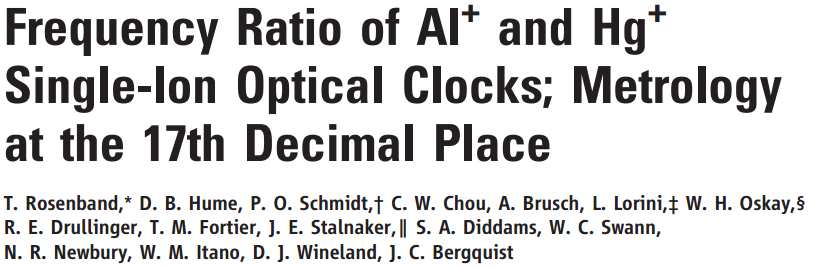 Frequency Ratio of Al⁺ and Hg⁺
Single-Ion Optical Clocks; Metrology
at the 17th Decimal Place
T. Rosenband,* D. B. Hume, P. O. Schmidt,† C. W. Chou, A. Brusch, L. Lorini,‡ W. H. Oskay,§
R. E. Drullinger, T. M. Fortier, J. E. Stalnaker,‖ S. A. Diddams, W. C. Swann,
N. R. Newbury, W. M. Itano, D. J. Wineland, J. C. Bergquist